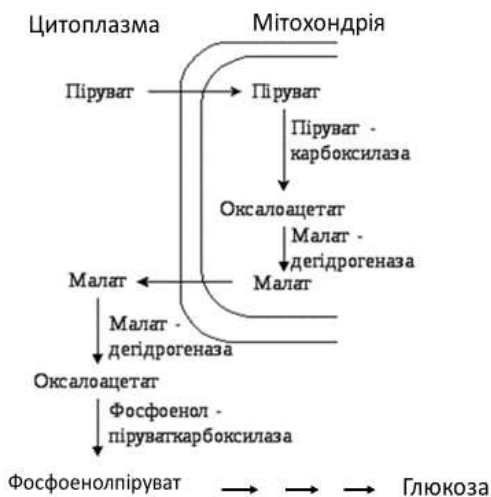 Цитоплазма Мітохондрія
Піруват Піруват
Піруват -
карбоксилаза
Оксалоацетат
Малат -
дегідрогеназа
Малат Малат
Малат -
дегідрогеназа
Оксалоацетат
Фосфоенол -
піруваткарбоксилаза
Фосфоенолпіруват Глюкоза